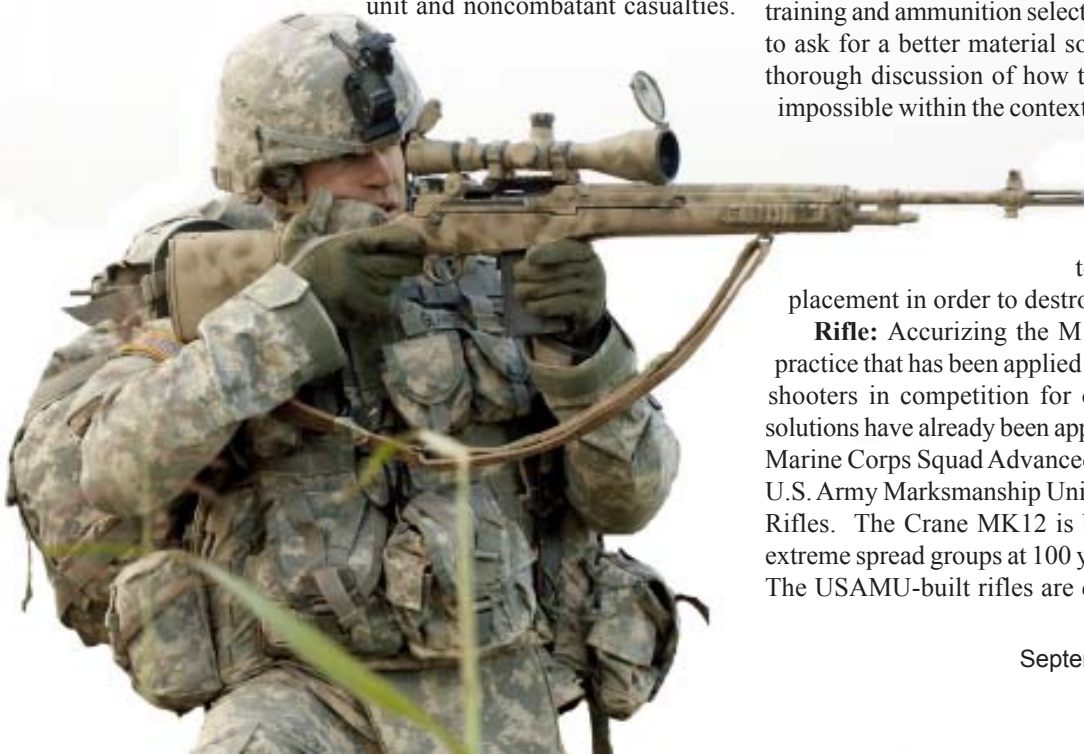 unit and noncombatant casualties.
training and ammunition select
to ask for a better material so
thorough discussion of how t
impossible within the context
t
placement in order to destro
Rifle: Accurizing the M
practice that has been applied
shooters in competition for
solutions have already been app
Marine Corps Squad Advanced
U.S. Army Marksmanship Uni
Rifles. The Crane MK12 is
extreme spread groups at 100 y
The USAMU-built rifles are
Septem